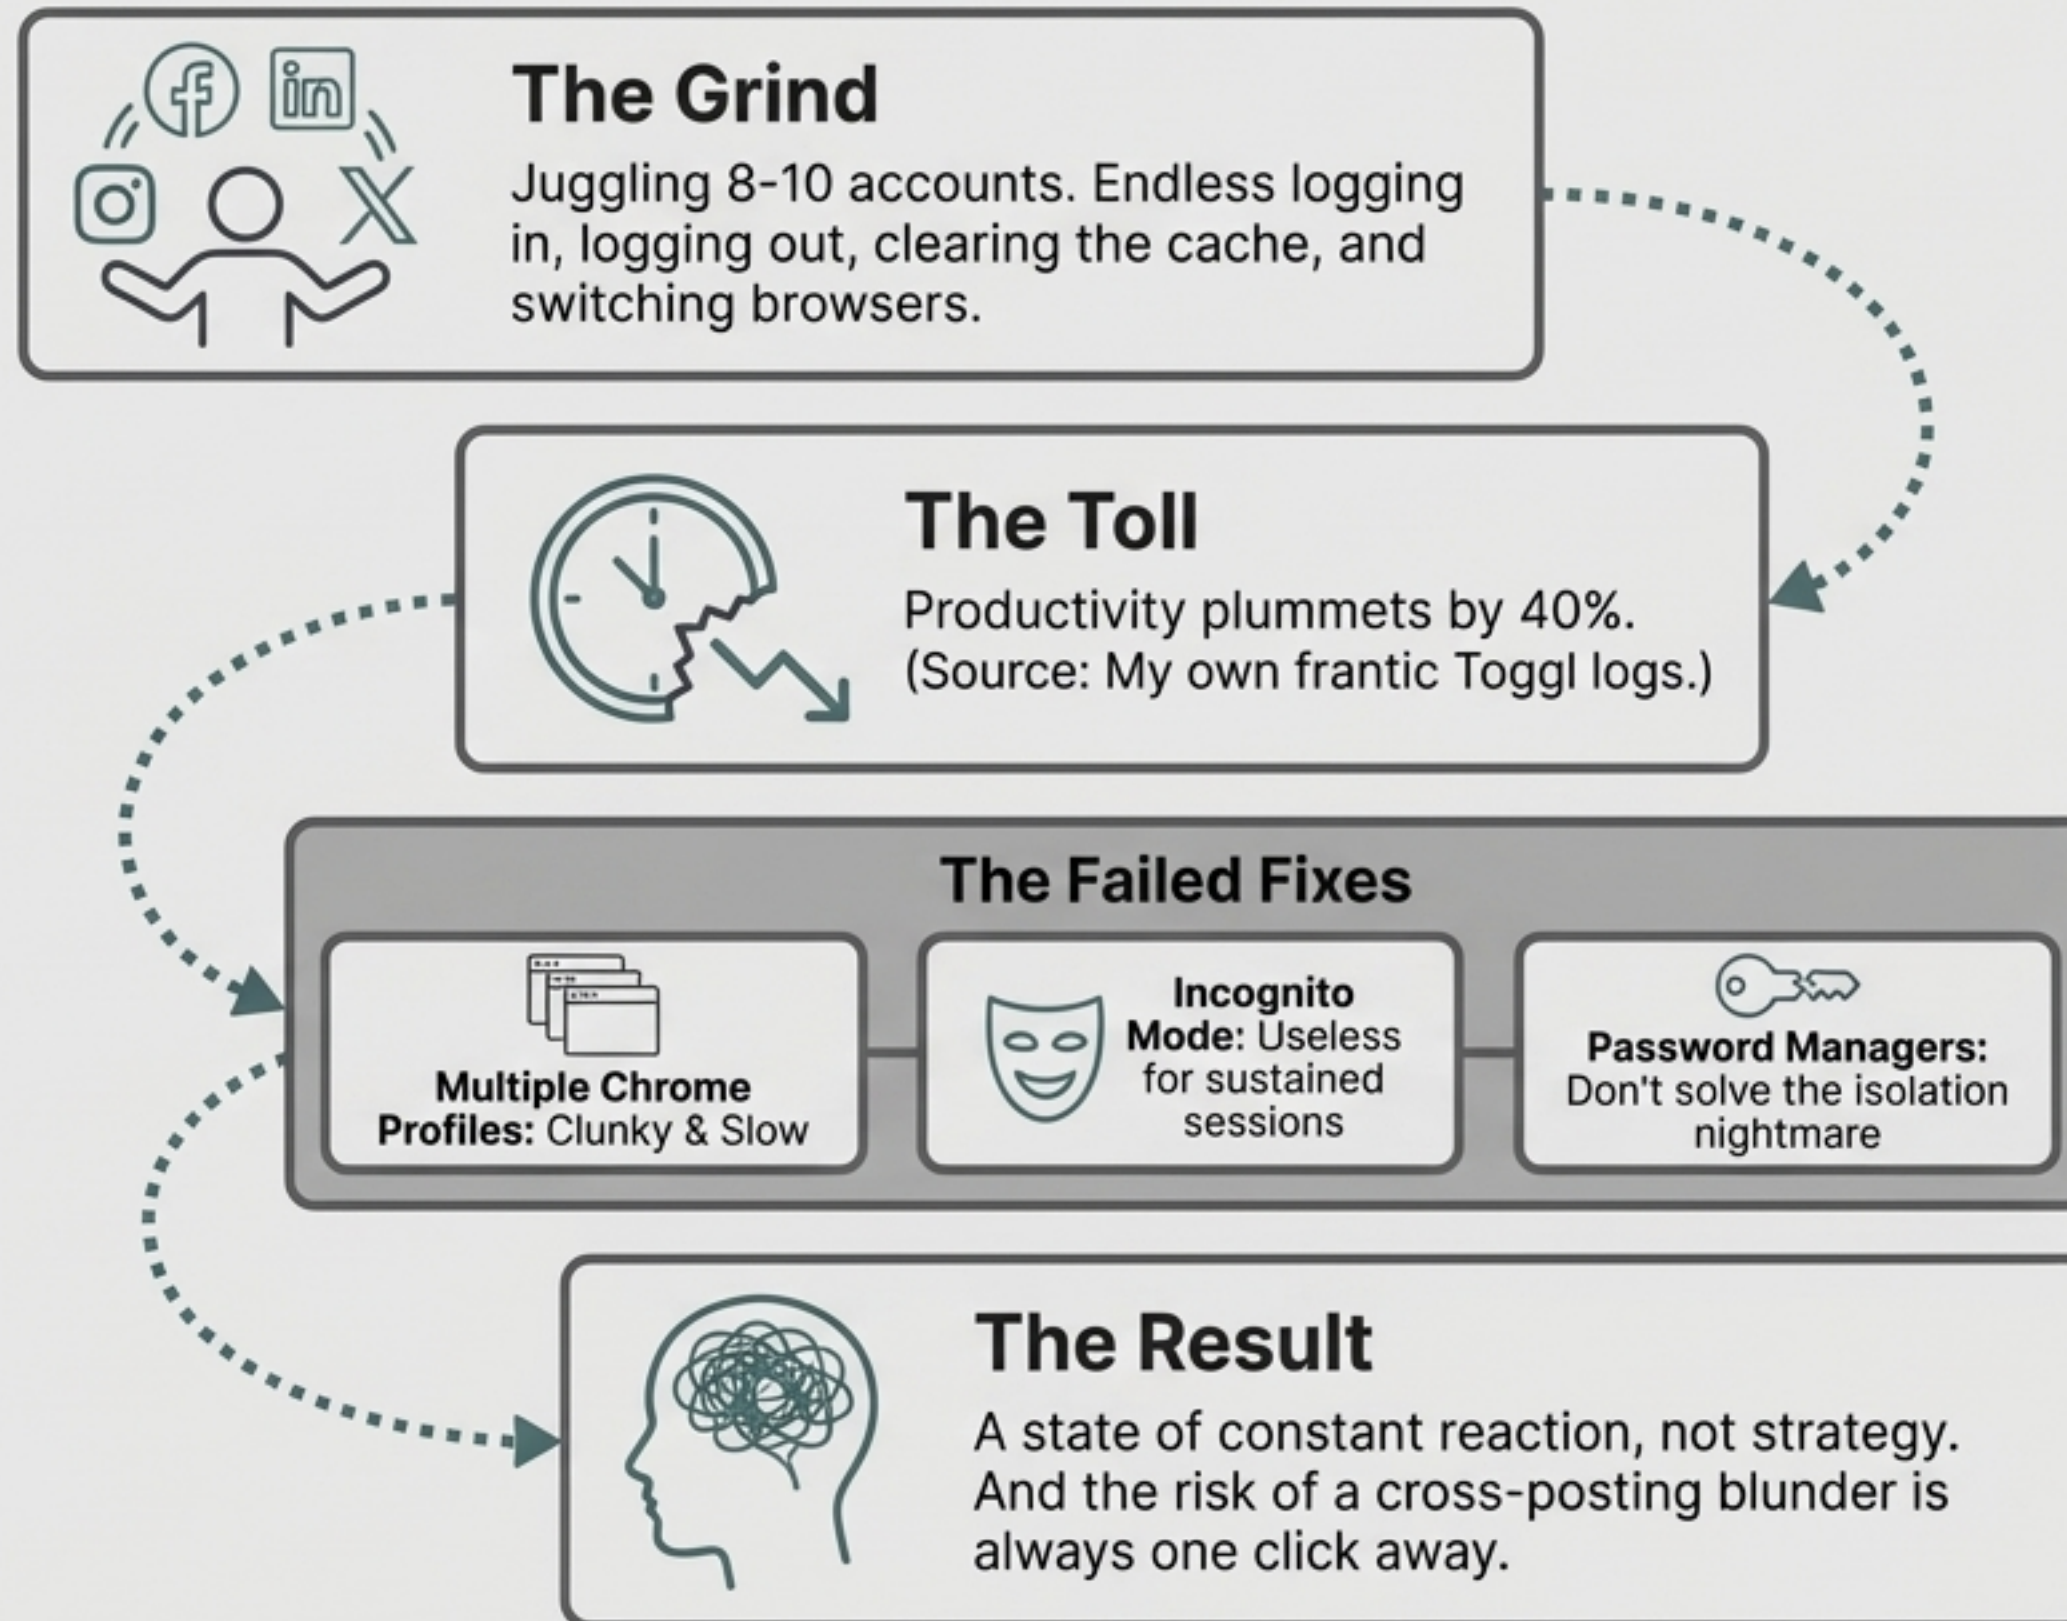 The Grind
Juggling 8-10 accounts. Endless logging
in, logging out, clearing the cache, and
switching browsers.
The Toll
Productivity plummets by 40%.
(Source: My own frantic Toggl logs.)
The Failed Fixes
Multiple Chrome
Profiles: Clunky & Slow
Incognito
Mode: Useless
for sustained
sessions
Password Managers:
Don't solve the isolation
nightmare
The Result
A state of constant reaction, not strategy.
And the risk of a cross-posting blunder is
always one click away.